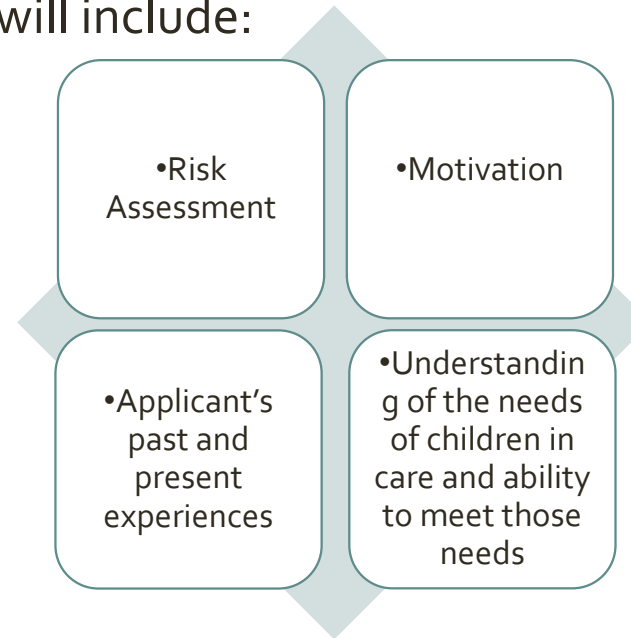 will include:
•Risk
Assessment
•Motivation
•Applicant's
past and
present
experiences
•Understandin
g of the needs
of children in
care and ability
to meet those
needs